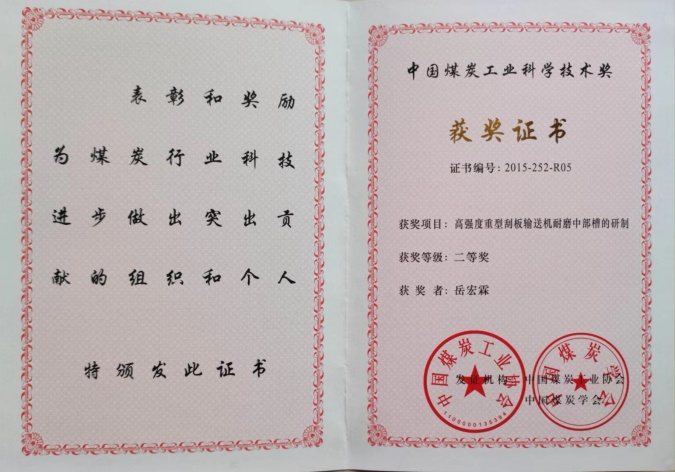 表彰和奖励
为煤炭行业科技
进步做出突出贡
献的组织和个人
特颁发此证书
中国煤炭工业科学技术奖
获奖证书
证书编号: 2015-252-R05
获奖项目: 高强度重型刮板输送机耐磨中部槽的研制
获奖等级: 二等奖
获奖者: 岳宏霖
发证机构: 中国煤炭工业协会
中国煤炭学会
中国煤炭工业协会
中国煤炭学会